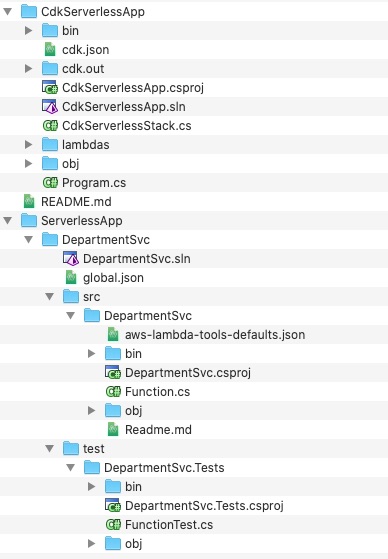 CdkServerlessApp
bin
cdk.json
cdk.out
CdkServerlessApp.csproj
CdkServerlessApp.sln
CdkServerlessStack.cs
lambdas
obj
Program.cs
README.md
ServerlessApp
DepartmentSvc
DepartmentSvc.sln
global.json
src
DepartmentSvc
aws-lambda-tools-defaults.json
bin
DepartmentSvc.csproj
Function.cs
obj
Readme.md
test
DepartmentSvc.Tests
bin
DepartmentSvc.Tests.csproj
FunctionTest.cs
obj